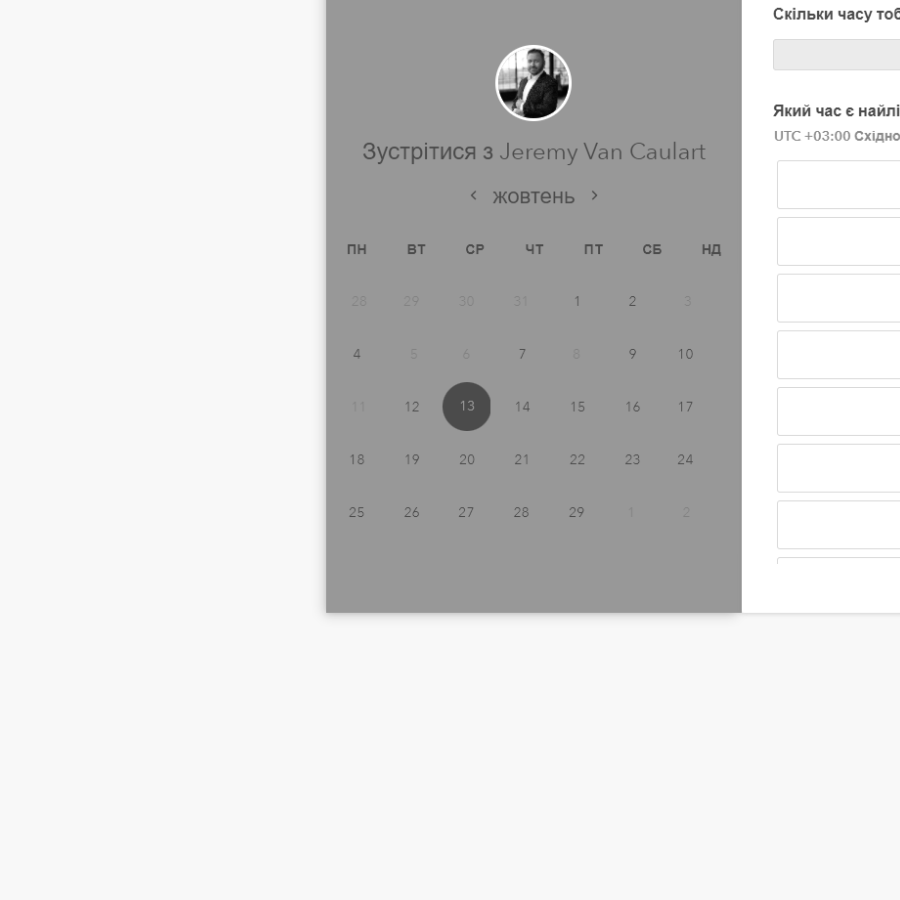 Скільки часу тоб
Який час є найлі
UTC +03:00 Східно
Зустрітися з Jeremy Van Caulart
жовтень
ПН ВТ СР ЧТ ПТ СБ НД
28 29 30 31 1 2 3
4 5 6 7 8 9 10
11 12 13 14 15 16 17
18 19 20 21 22 23 24
25 26 27 28 29 1 2